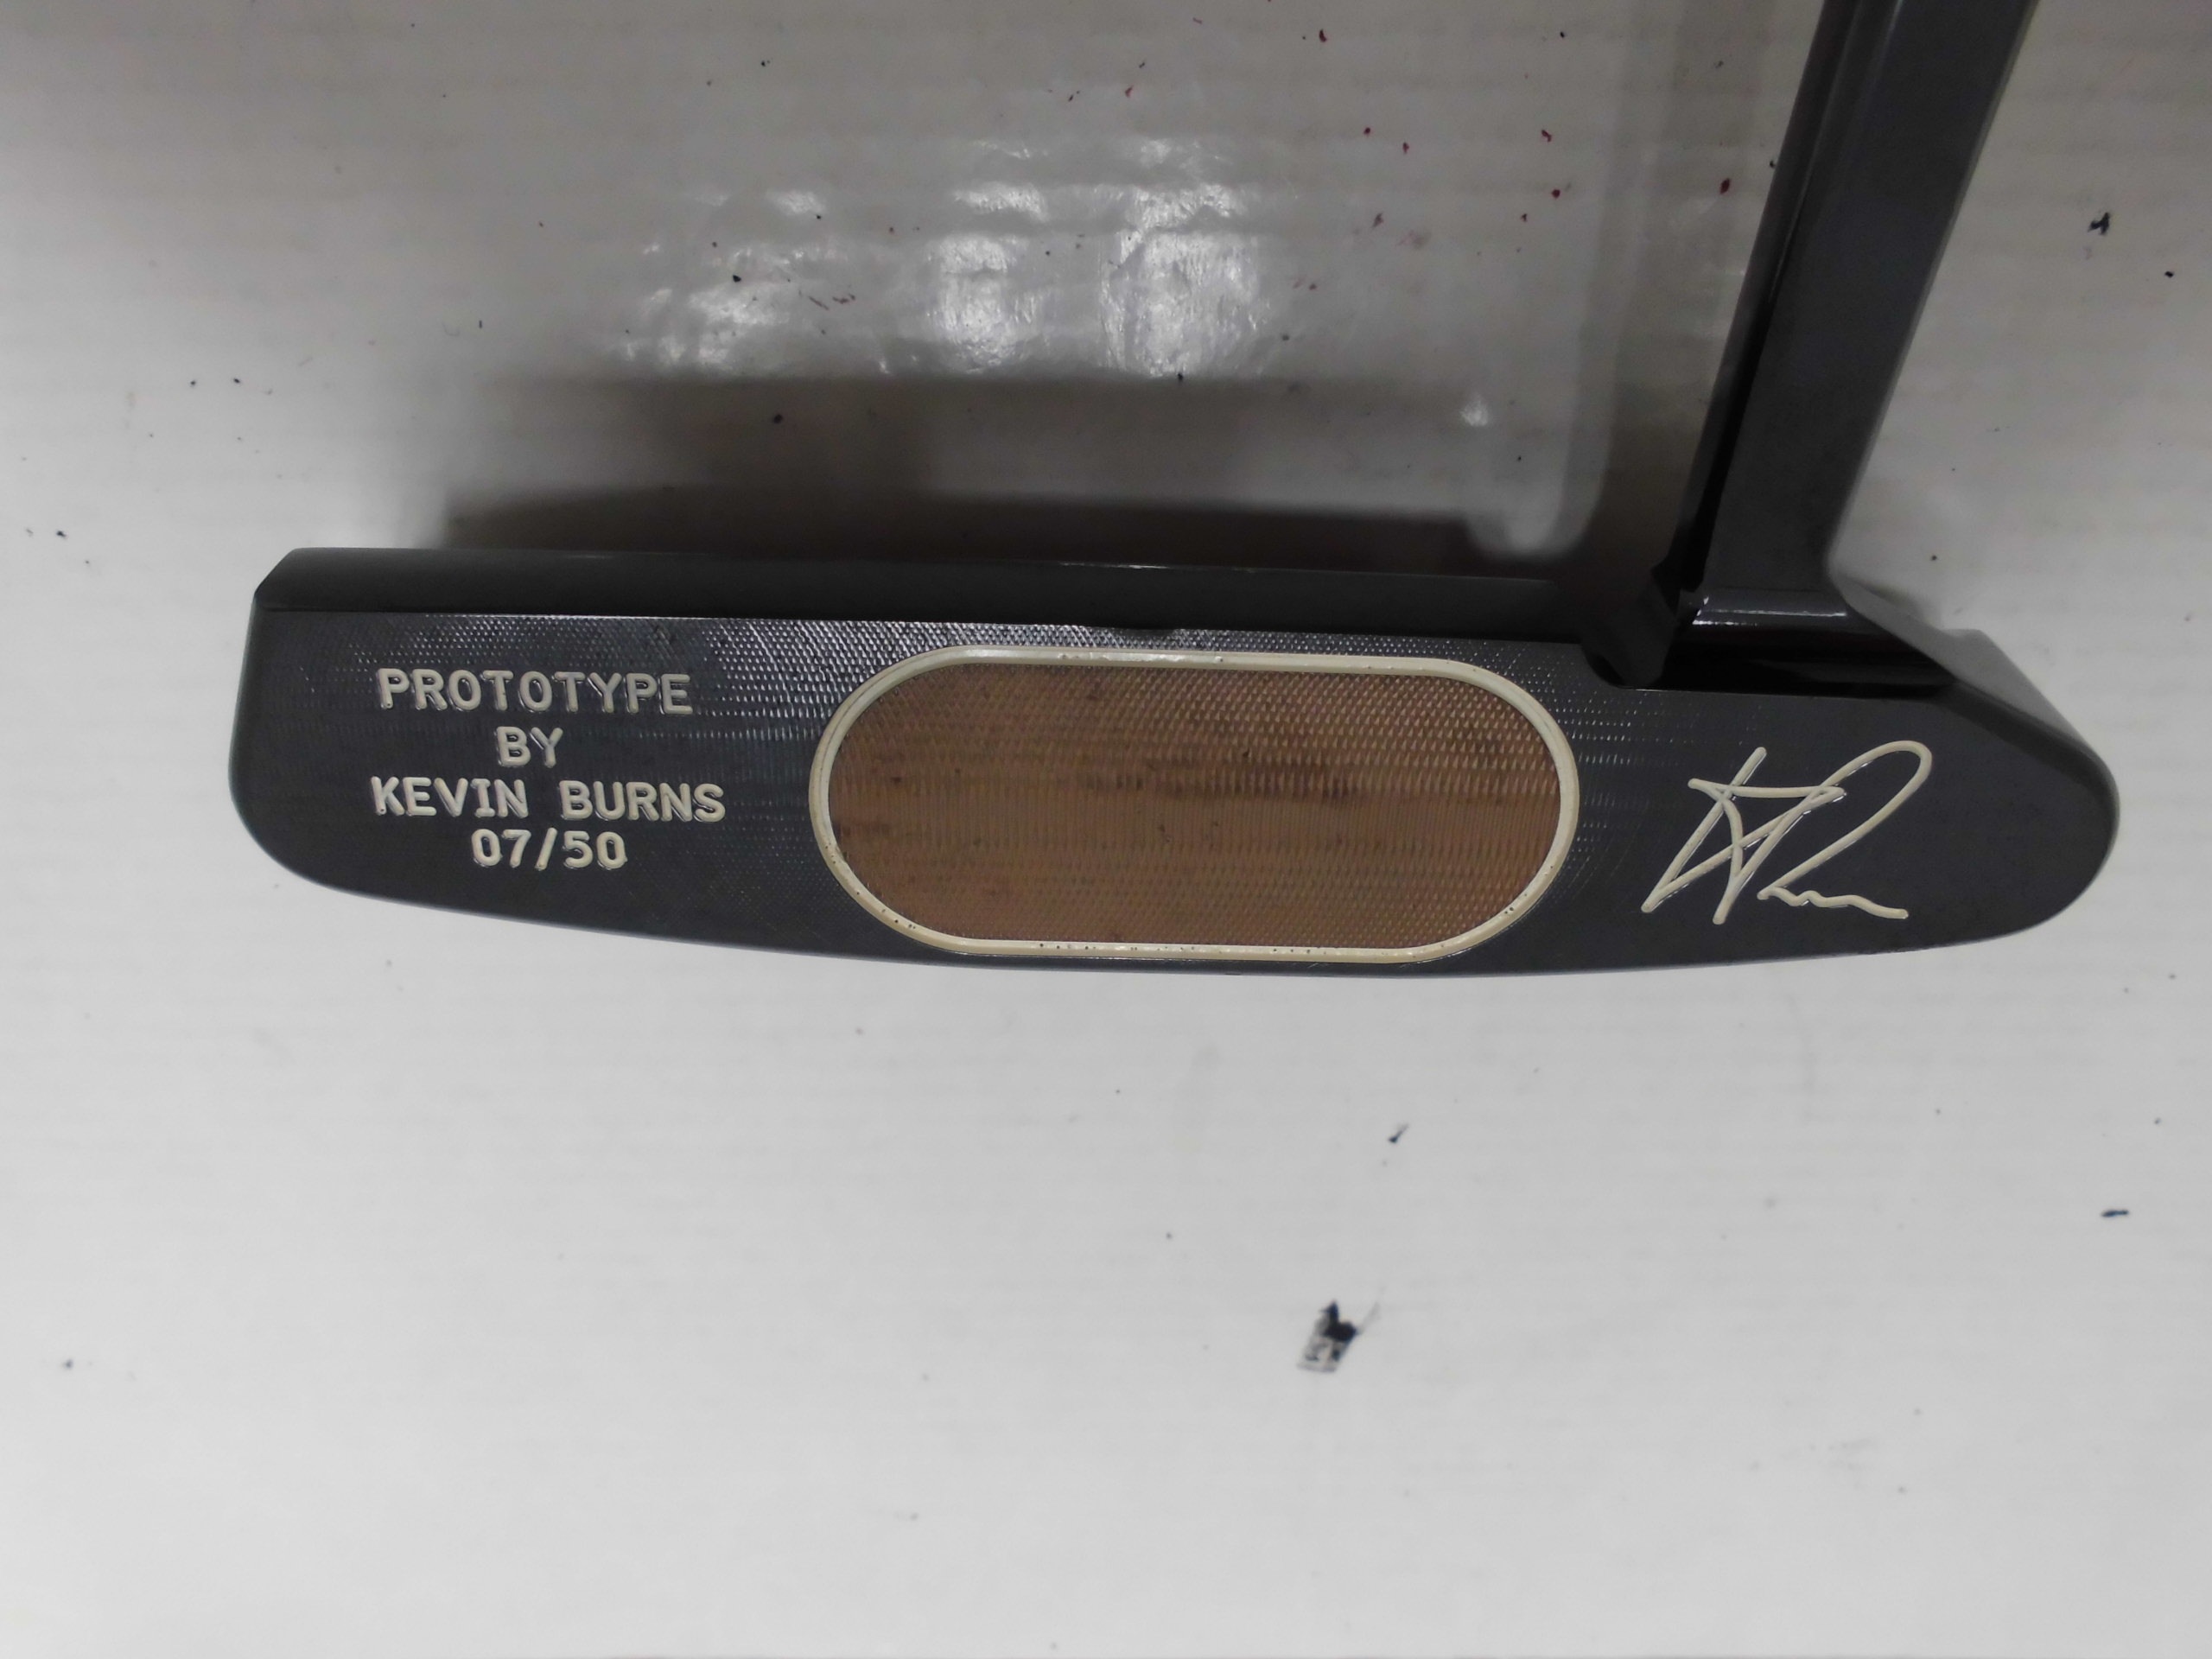 PROTOTYPE
BY
KEVIN BURNS
07/50